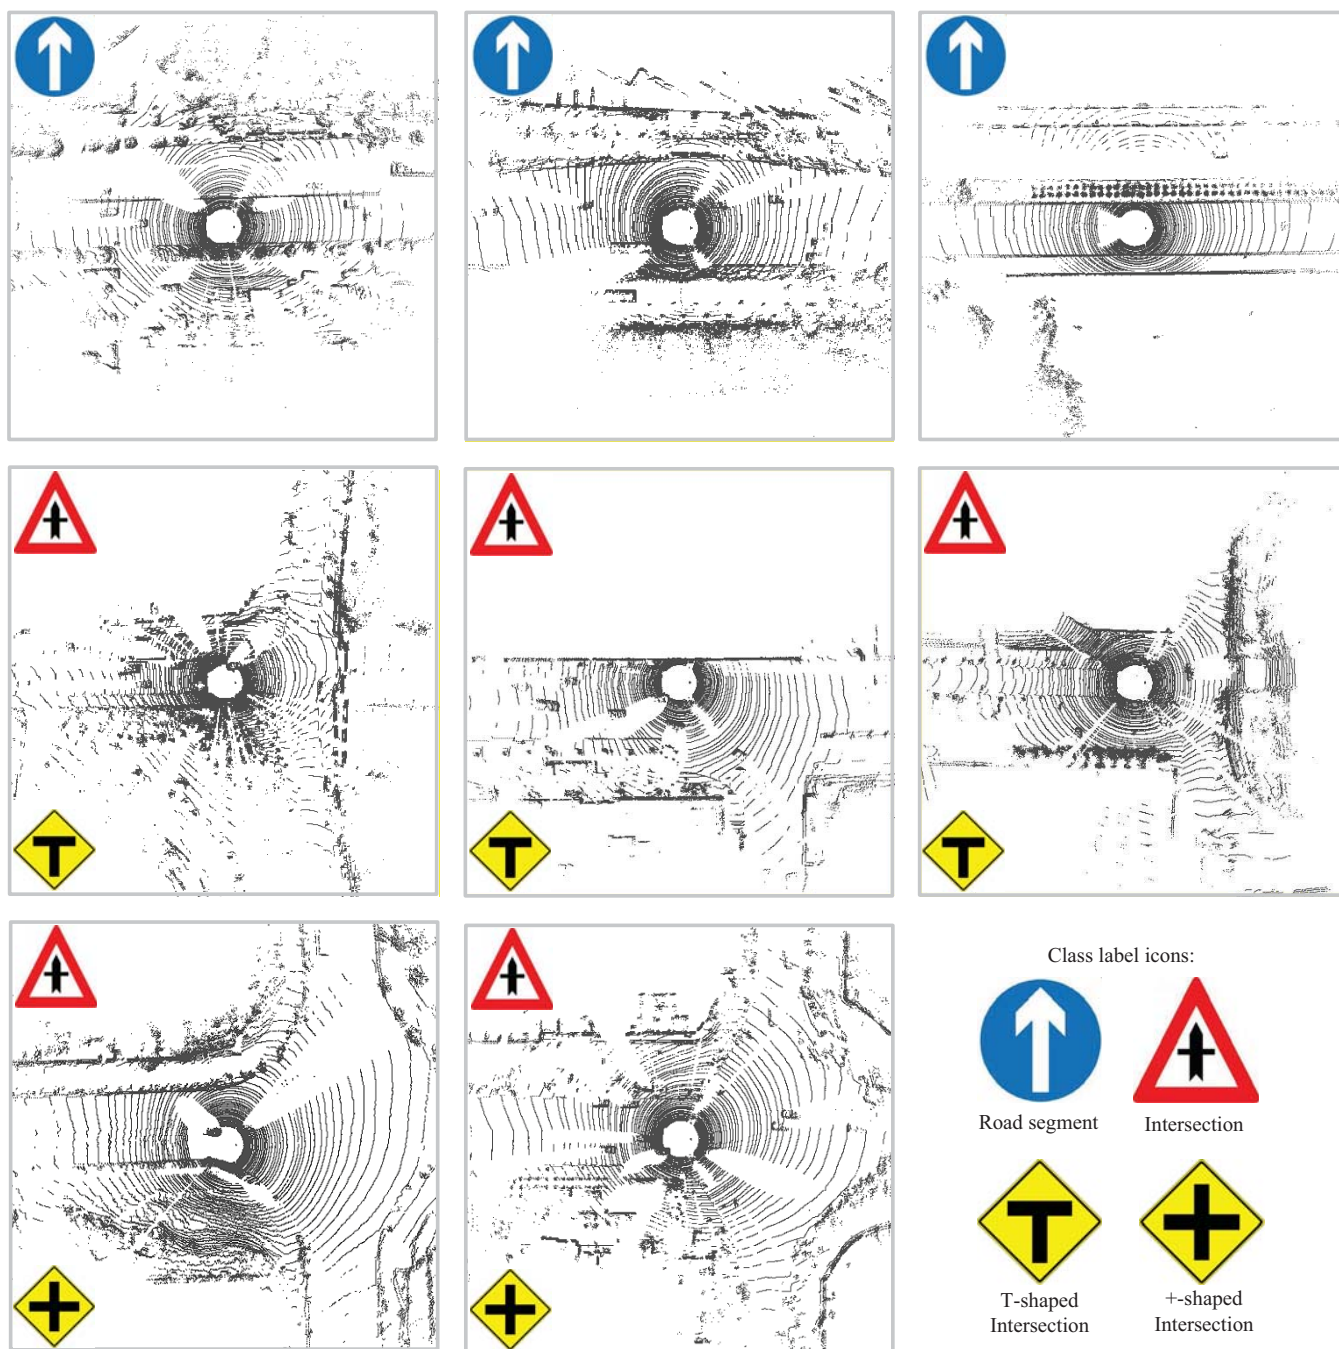 Class label icons:
Road segment
Intersection
T-shaped
Intersection
+-shaped
Intersection